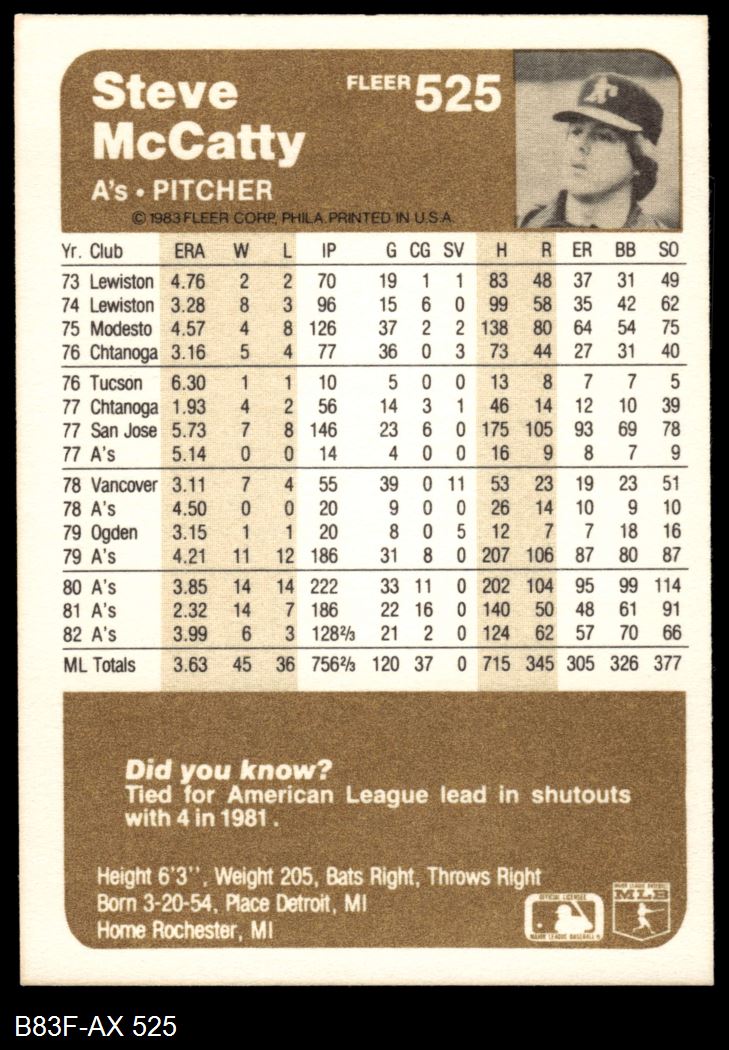 Steve
McCatty
FLEER 525
A's • PITCHER
© 1983 FLEER CORP. PHILA. PRINTED IN U.S.A.
Yr. Club ERA W L IP G CG SV H R ER BB SO
73 Lewiston 4.76 2 2 70 19 1 1 83 48 37 31 49
74 Lewiston 3.28 8 3 96 15 6 0 99 58 35 42 62
75 Modesto 4.57 4 8 126 37 2 2 138 80 64 54 75
76 Chtanoga 3.16 5 4 77 36 0 3 73 44 27 31 40
76 Tucson 6.30 1 1 10 5 0 0 13 8 7 7 5
77 Chtanoga 1.93 4 2 56 14 3 1 46 14 12 10 39
77 San Jose 5.73 7 8 146 23 6 0 175 105 93 69 78
77 A's 5.14 0 0 14 4 0 0 16 9 8 7 9
78 Vancover 3.11 7 4 55 39 0 11 53 23 19 23 51
78 A's 4.50 0 0 20 9 0 0 26 14 10 9 10
79 Ogden 3.15 1 1 20 8 0 5 12 7 7 18 16
79 A's 4.21 11 12 186 31 8 0 207 106 87 80 87
80 A's 3.85 14 14 222 33 11 0 202 104 95 99 114
81 A's 2.32 14 7 186 22 16 0 140 50 48 61 91
82 A's 3.99 6 3 128⅔ 21 2 0 124 62 57 70 66
ML Totals 3.63 45 36 756⅔ 120 37 0 715 345 305 326 377
Did you know?
Tied for American League lead in shutouts
with 4 in 1981.
Height 6'3'', Weight 205, Bats Right, Throws Right
Born 3-20-54, Place Detroit, MI
Home Rochester, MI
OFFICIAL LICENSEE
MAJOR LEAGUE BASEBALL
MAJOR LEAGUE BASEBALL
MLB
B83F-AX 525